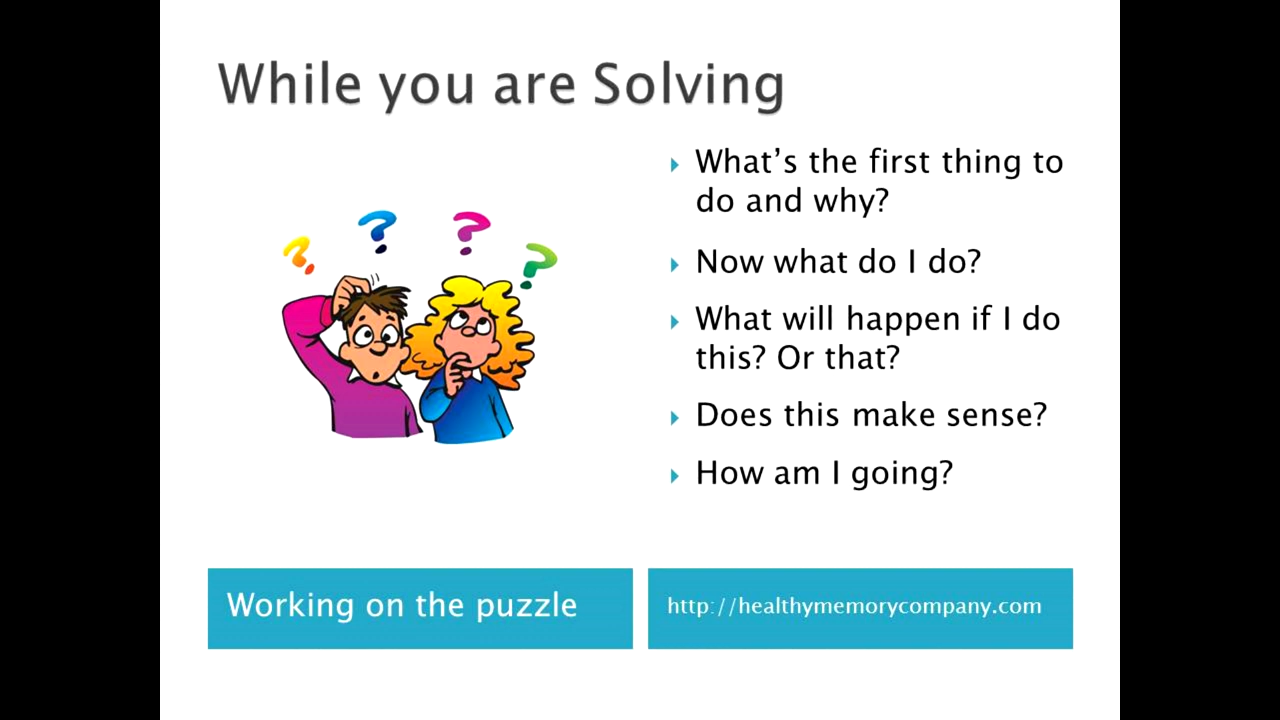 While you are Solving
What’s the first thing to
do and why?
Now what do I do?
What will happen if I do
this? Or that?
Does this make sense?
How am I going?
Working on the puzzle
http://healthymemorycompany.com